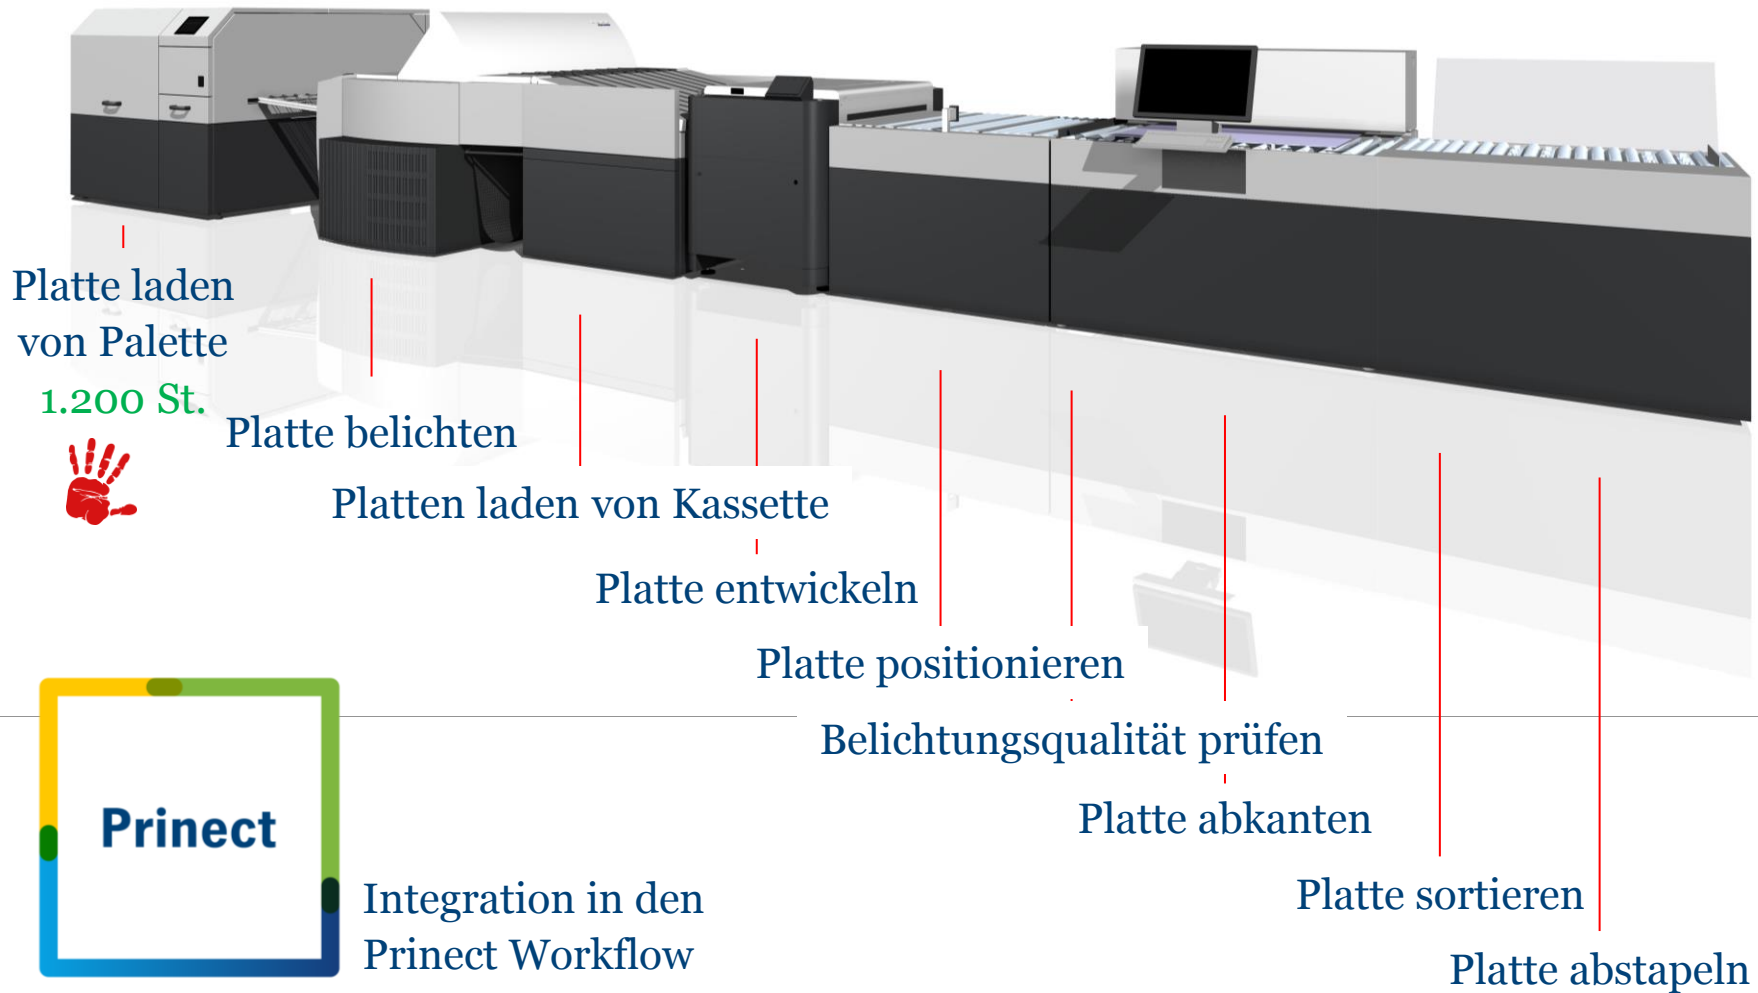 Platte laden
von Palette
1.200 St.
Platte belichten
Platten laden von Kassette
Platte entwickeln
Platte positionieren
Belichtungsqualität prüfen
Platte abkanten
Platte sortieren
Platte abstapeln
Prinect
Integration in den
Prinect Workflow